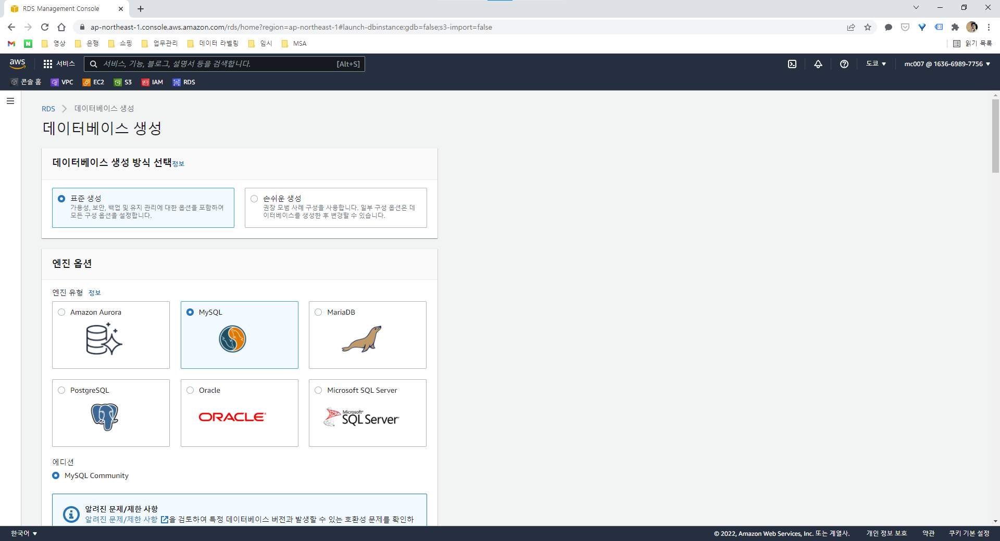 RDS Management Console
ap-northeast-1.console.aws.amazon.com/rds/home?region=ap-northeast-1#launch-dbinstance:gdb=false;s3-import=false
N 영상 은행 쇼핑 업무관리 데이터 라벨링 임시 MSA 읽기 목록
aws 서비스 서비스, 기능, 블로그, 설명서 등을 검색합니다. [Alt+S] 도쿄 mc007 @ 1636-6989-7756
콘솔 홈 VPC EC2 S3 IAM RDS
RDS 데이터베이스 생성
데이터베이스 생성
데이터베이스 생성 방식 선택정보
표준 생성
가용성, 보안, 백업 및 유지 관리에 대한 옵션을 포함하여
모든 구성 옵션을 설정합니다.
손쉬운 생성
권장 모범 사례 구성을 사용합니다. 일부 구성 옵션은 데
이터베이스를 생성한 후 변경할 수 있습니다.
엔진 옵션
엔진 유형 정보
Amazon Aurora
MySQL
MariaDB
PostgreSQL
Oracle
ORACLE
Microsoft SQL Server
Microsoft
SQL Server
에디션
MySQL Community
알려진 문제/제한 사항
알려진 문제/제한 사항 을 검토하여 특정 데이터베이스 버전과 발생할 수 있는 호환성 문제를 확인하
한국어 © 2022, Amazon Web Services, Inc. 또는 계열사. 개인 정보 보호 약관 쿠키 기본 설정